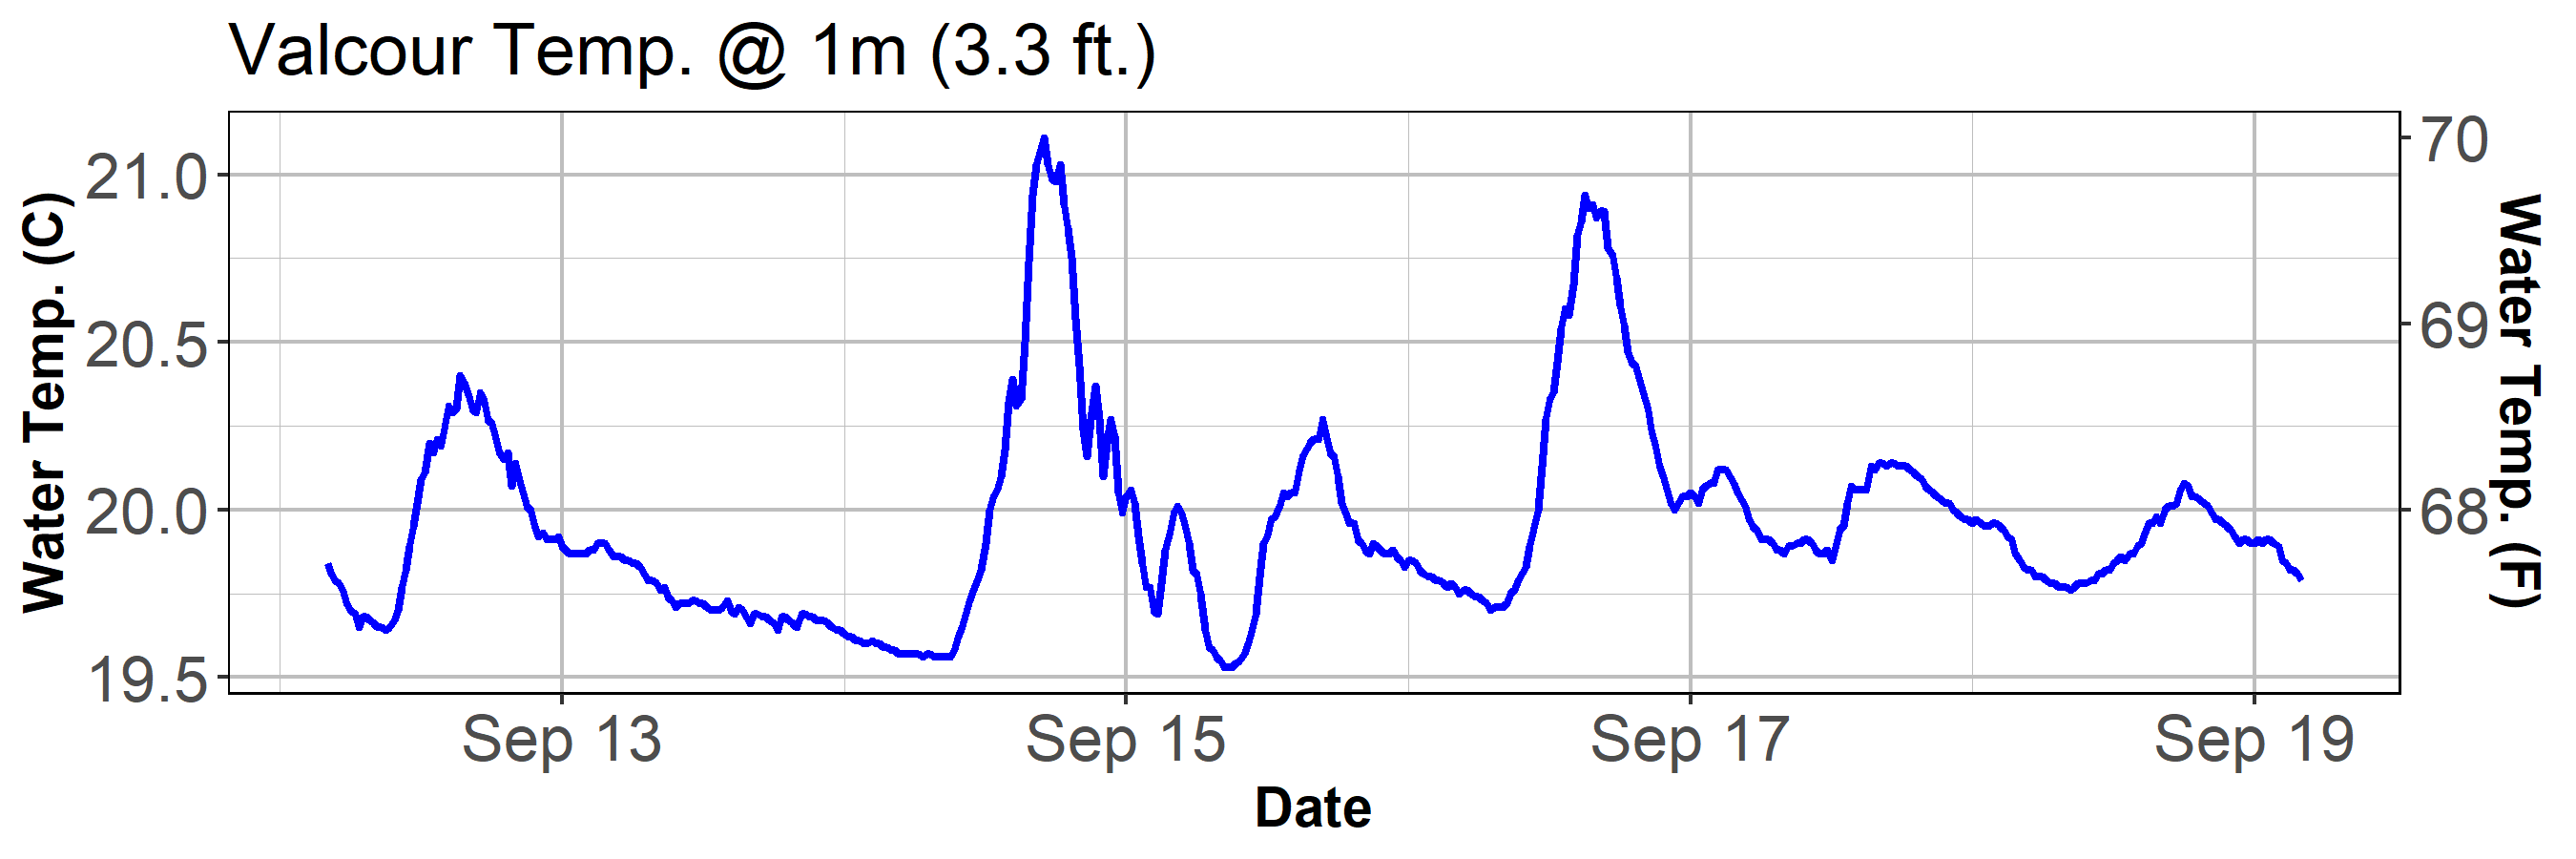 Valcour Temp. @ 1m (3.3 ft.)
Water Temp. (C)
21.0
20.5
20.0
19.5
70
69
68
Water Temp. (F)
Sep 13
Sep 15
Sep 17
Sep 19
Date